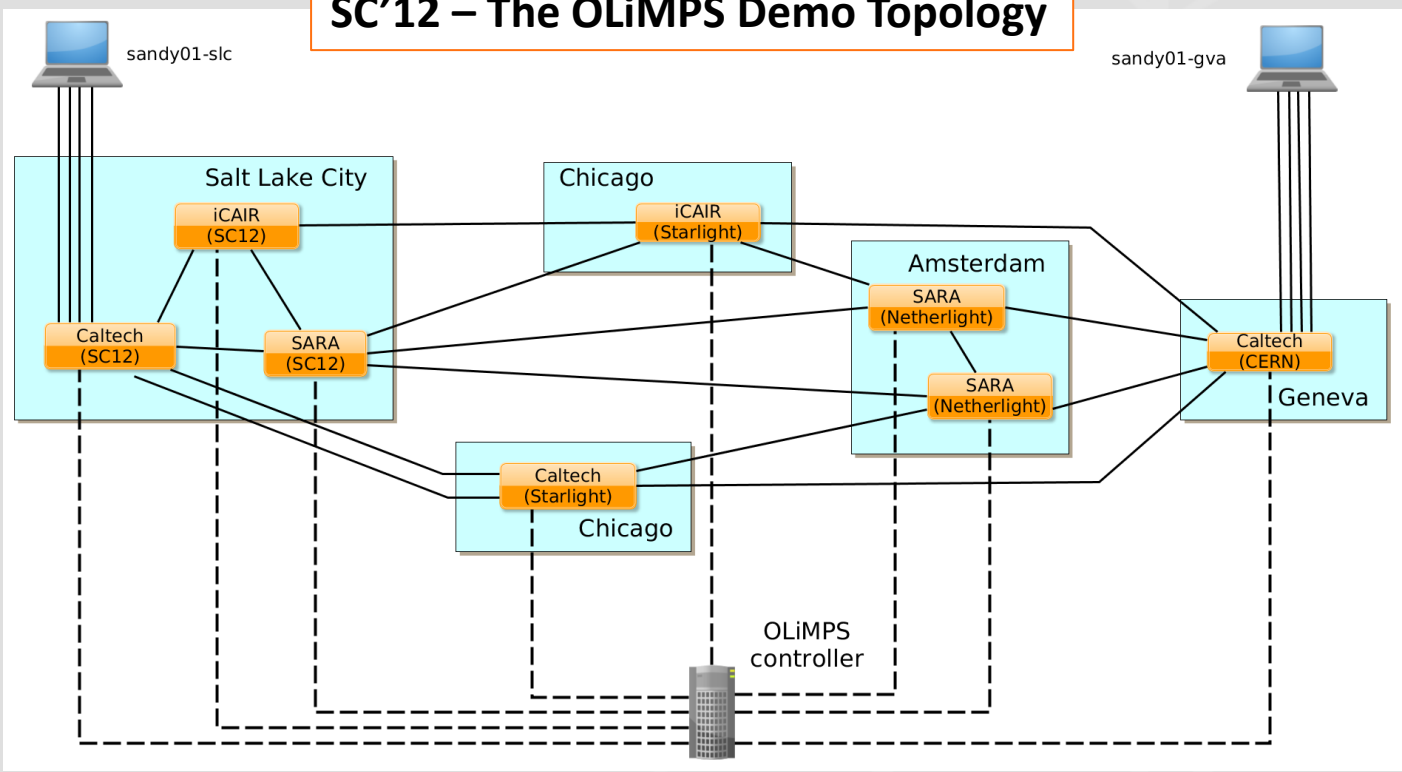 SC′12 – The OLiMPS Demo Topology
sandy01-slc
sandy01-gva
Salt Lake City
iCAIR
(SC12)
Caltech
(SC12)
SARA
(SC12)
Chicago
iCAIR
(Starlight)
Amsterdam
SARA
(Netherlight)
SARA
(Netherlight)
Caltech
(CERN)
Geneva
Caltech
(Starlight)
Chicago
OLiMPS
controller